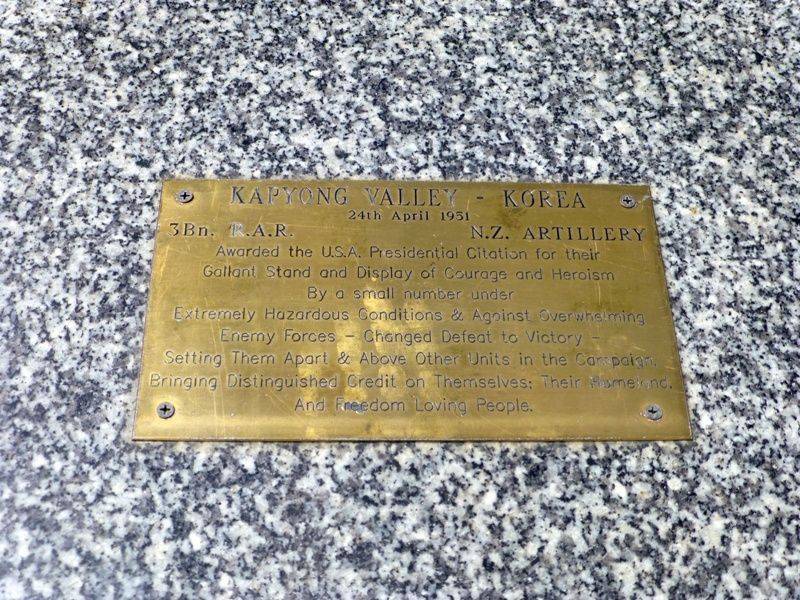 KAPYONG VALLEY - KOREA
24th April 1951
3Bn. R.A.R. N.Z. ARTILLERY
Awarded the U.S.A. Presidential Citation for their
Gallant Stand and Display of Courage and Heroism
By a small number under
Extremely Hazardous Conditions & Against Overwhelming
Enemy Forces - Changed Defeat to Victory -
Setting Them Apart & Above Other Units in the Campaign,
Bringing Distinguished Credit on Themselves; Their Homeland,
And Freedom Loving People.